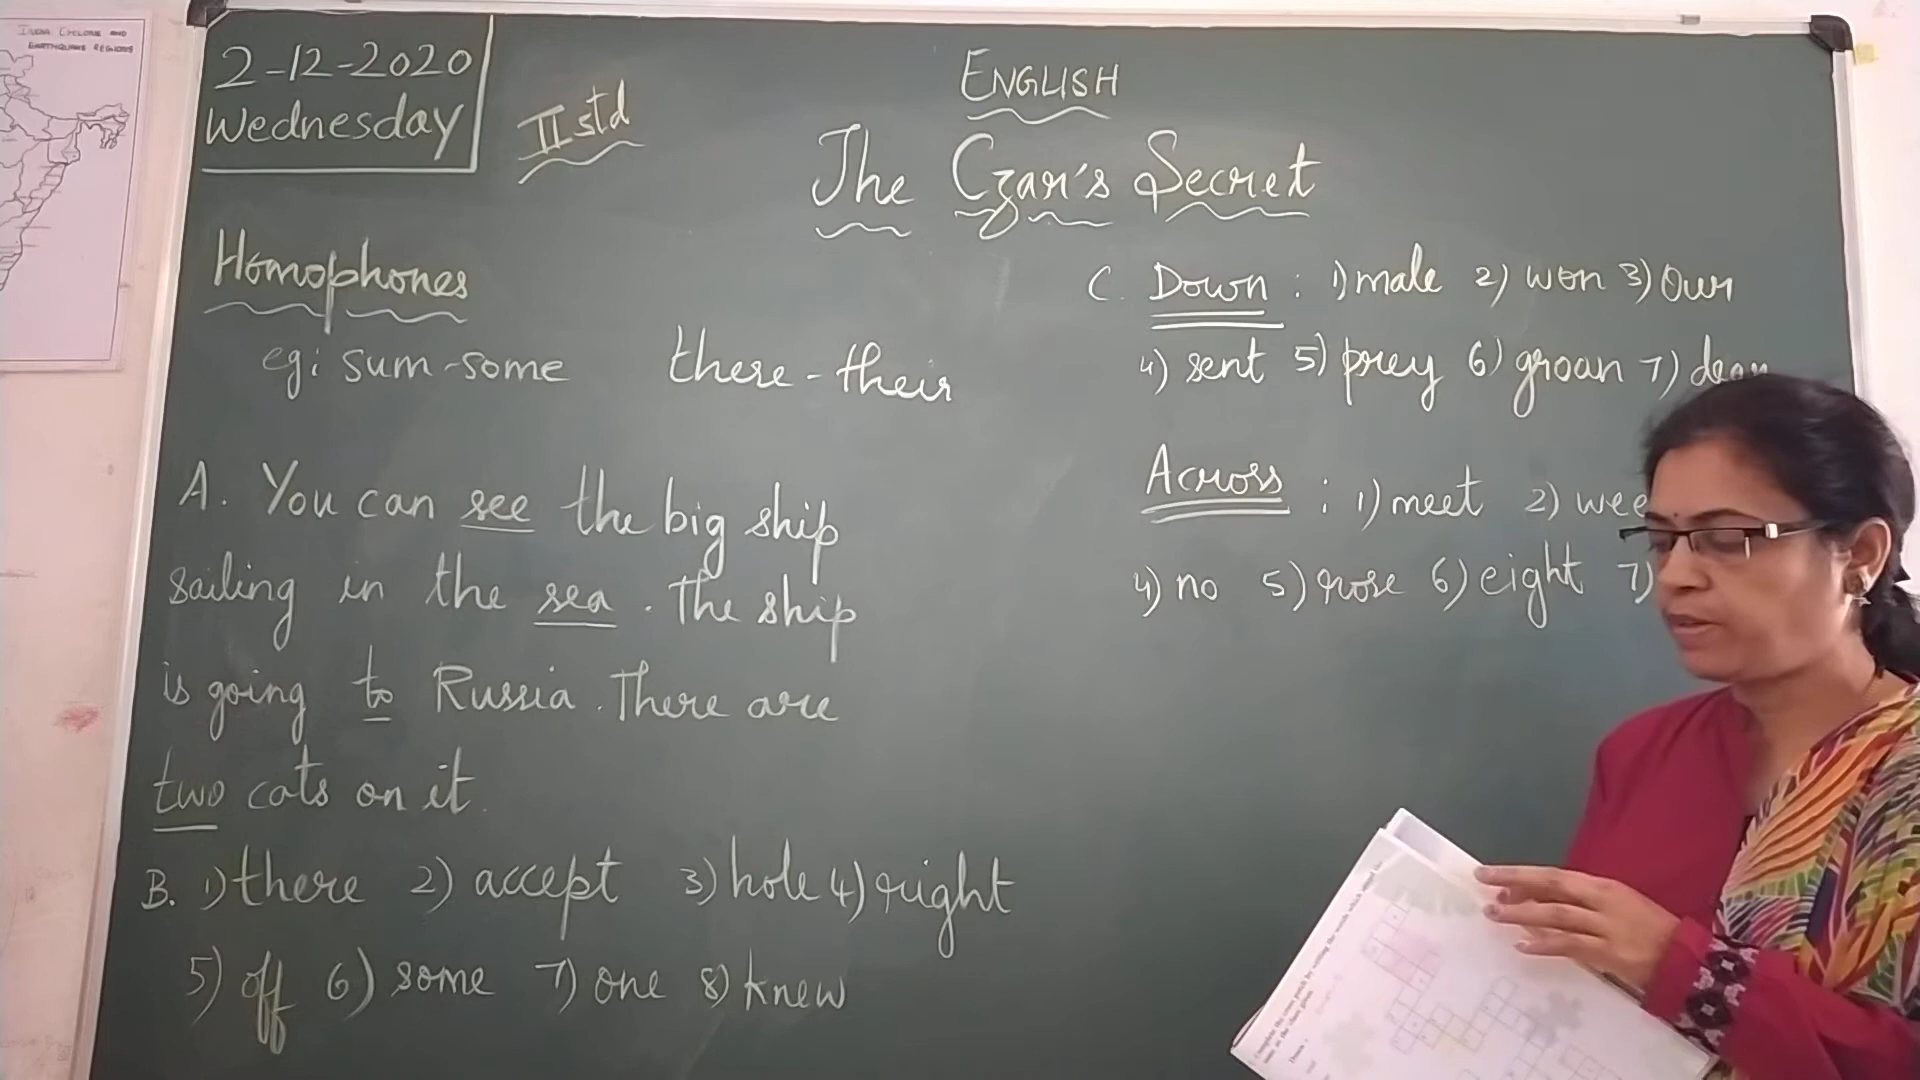 INDIA CYCLONE AND
EARTHQUAKE REGIONS
2-12-2020
Wednesday
II std
ENGLISH
The Czar's Secret
Homophones
eg: sum-some there-their
A. You can see the big ship
sailing in the sea. The ship
is going to Russia. There are
two cats on it.
B. 1) there 2) accept 3) hole 4) right
5) off 6) some 7) one 8) knew
C. Down : 1) male 2) won 3) Our
4) sent 5) prey 6) groan 7)
Across : 1) meet 2)
4) no 5) rose 6) eight 7)
Down :